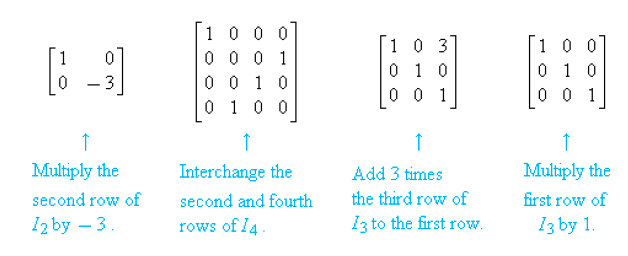 1 0
0 – 3
1 0 0 0
0 0 0 1
0 0 1 0
0 1 0 0
1 0 3
0 1 0
0 0 1
1 0 0
0 1 0
0 0 1
↑
Multiply the
second row of
I2 by – 3 .
↑
Interchange the
second and fourth
rows of I4 .
↑
Add 3 times
the third row of
I3 to the first row.
↑
Multiply the
first row of
I3 by 1.